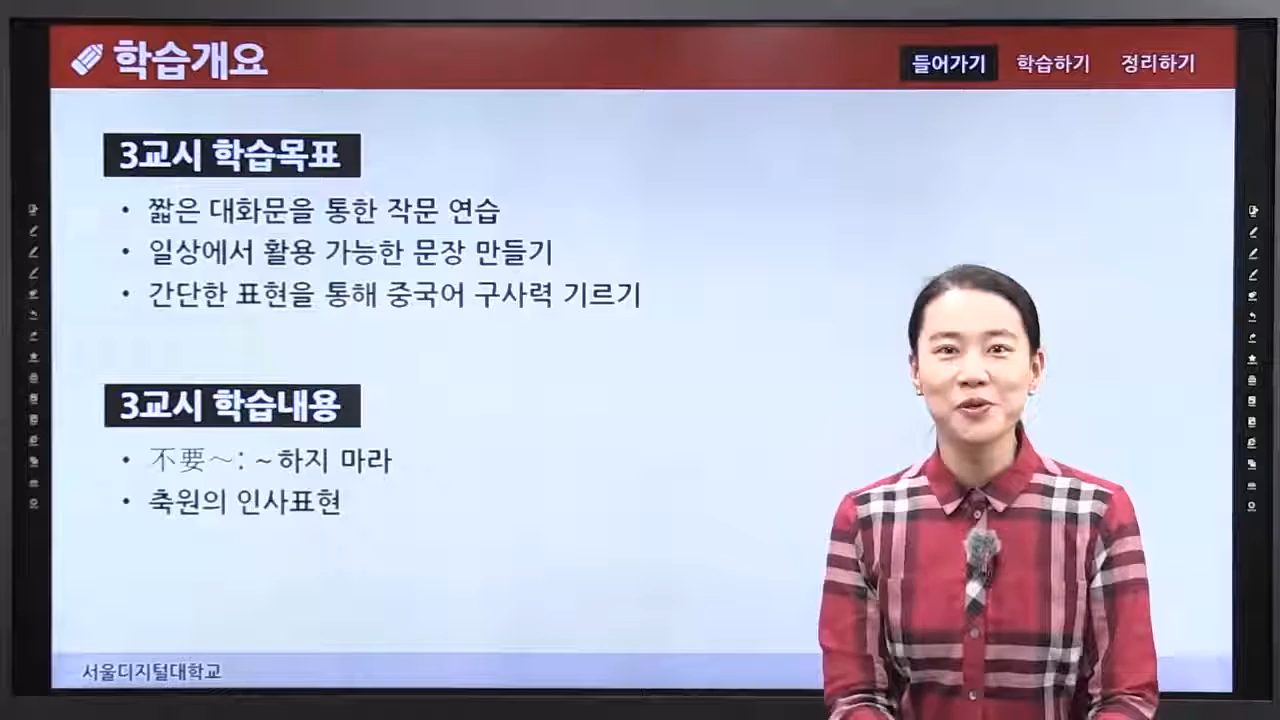 학습개요
들어가기 학습하기 정리하기
3교시 학습목표
• 짧은 대화문을 통한 작문 연습
• 일상에서 활용 가능한 문장 만들기
• 간단한 표현을 통해 중국어 구사력 기르기
3교시 학습내용
• 不要～: ~하지 마라
• 축원의 인사표현
서울디지털대학교